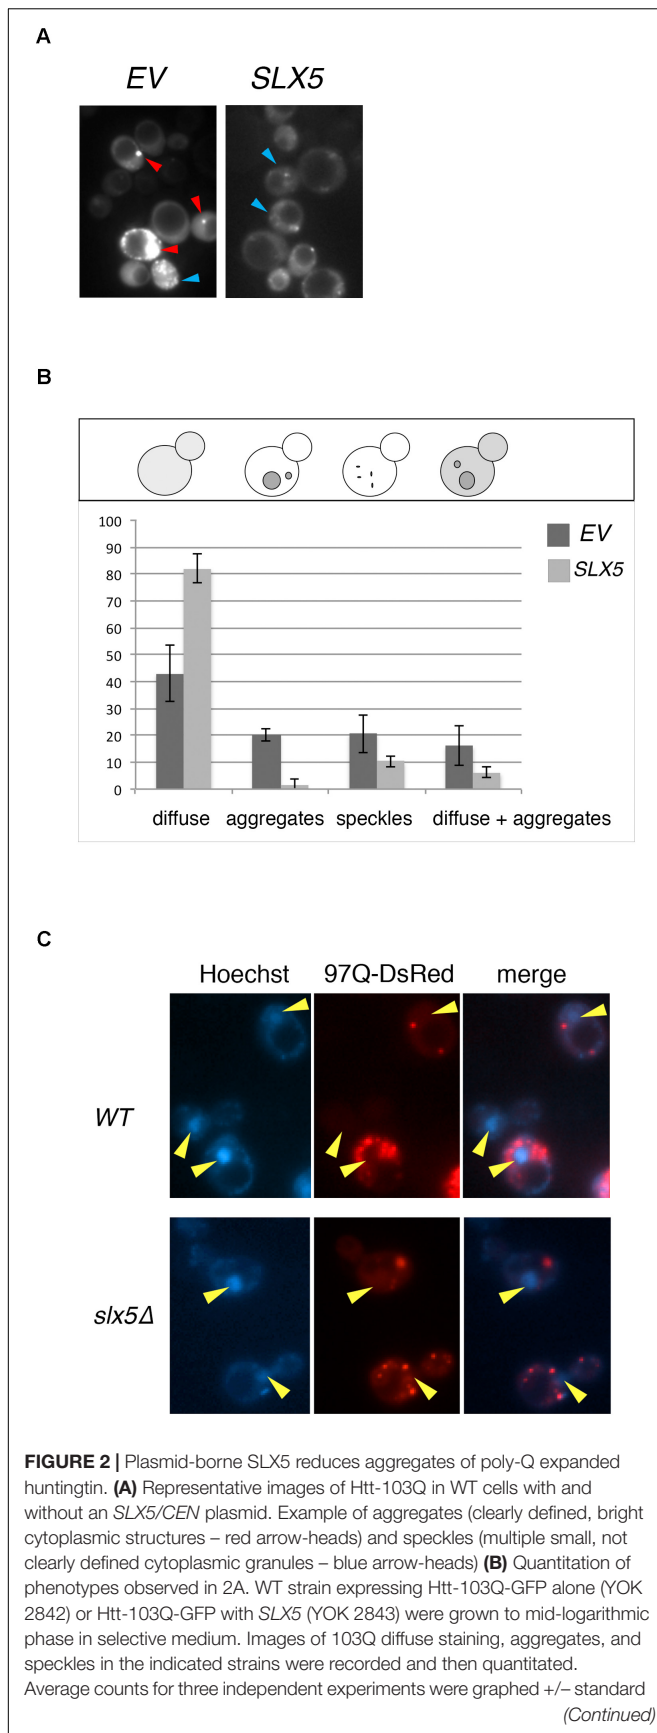 A
EV SLX5
B
100
90
80
70
60
50
40
30
20
10
0
EV
SLX5
diffuse aggregates speckles diffuse + aggregates
C
Hoechst 97Q-DsRed merge
WT
slx5Δ
FIGURE 2 | Plasmid-borne SLX5 reduces aggregates of poly-Q expanded
huntingtin. (A) Representative images of Htt-103Q in WT cells with and
without an SLX5/CEN plasmid. Example of aggregates (clearly defined, bright
cytoplasmic structures – red arrow-heads) and speckles (multiple small, not
clearly defined cytoplasmic granules – blue arrow-heads) (B) Quantitation of
phenotypes observed in 2A. WT strain expressing Htt-103Q-GFP alone (YOK
2842) or Htt-103Q-GFP with SLX5 (YOK 2843) were grown to mid-logarithmic
phase in selective medium. Images of 103Q diffuse staining, aggregates, and
speckles in the indicated strains were recorded and then quantitated.
Average counts for three independent experiments were graphed +/– standard
(Continued)